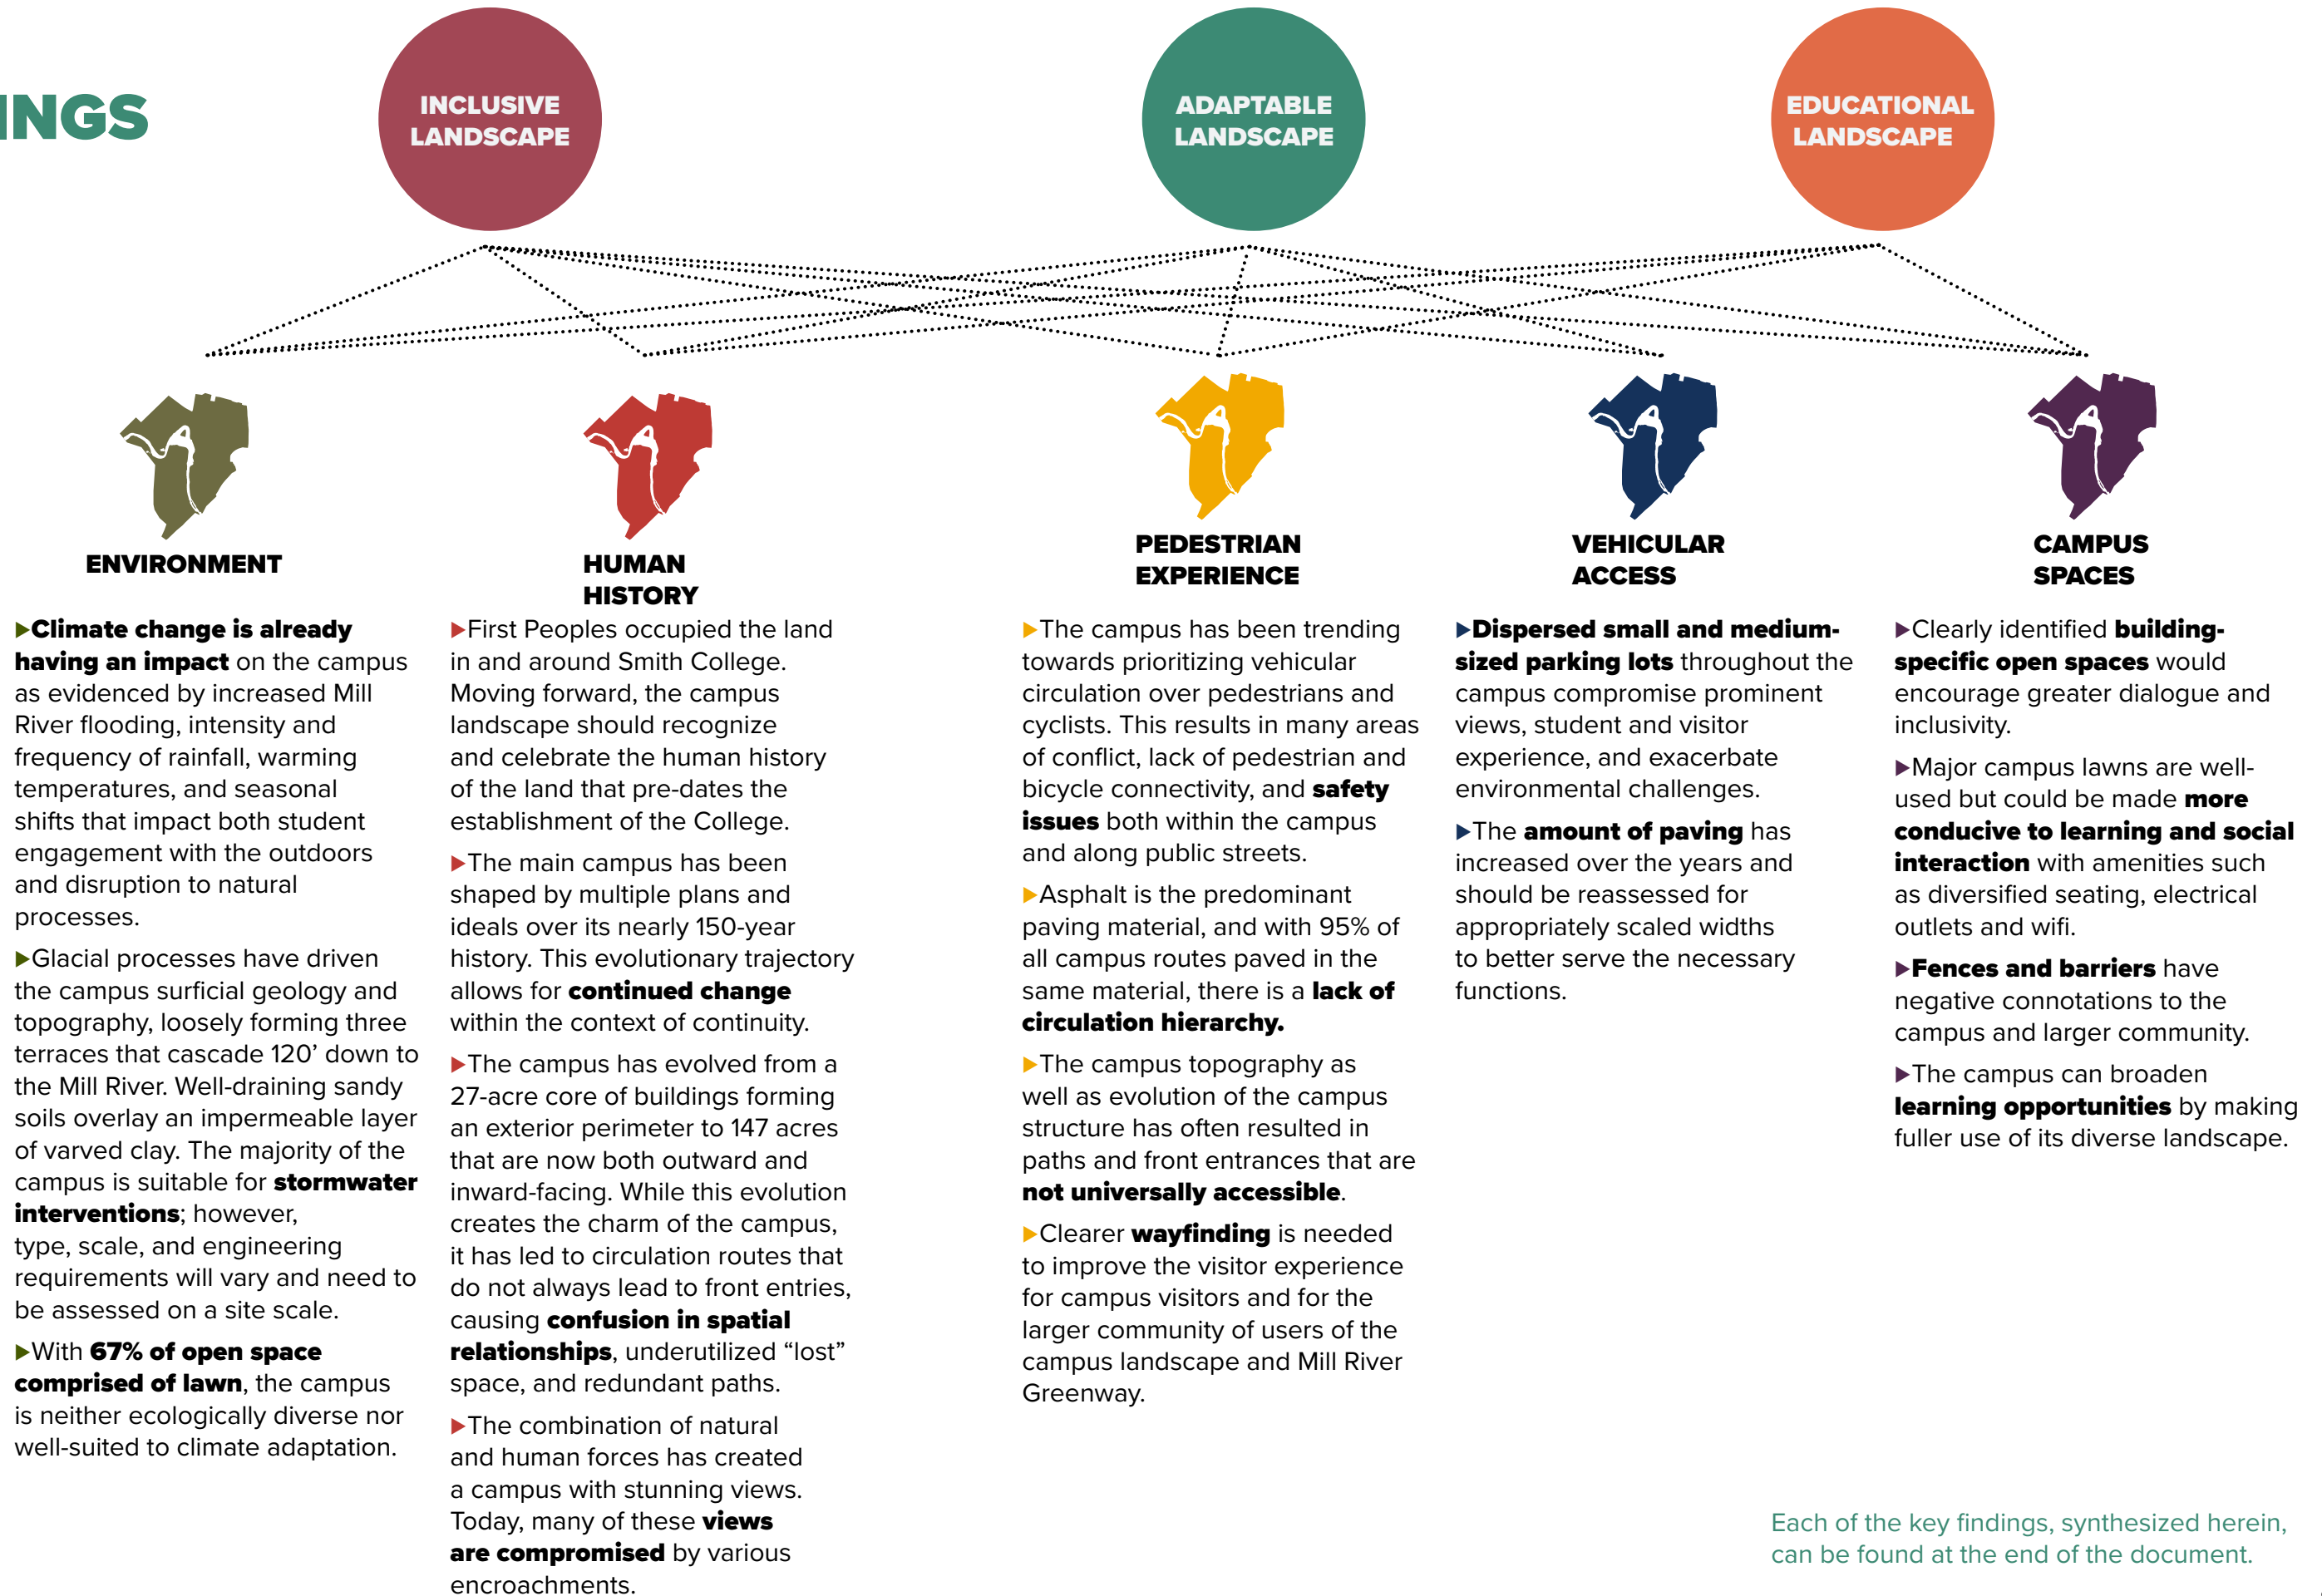 INGS
INCLUSIVE
LANDSCAPE
ADAPTABLE
LANDSCAPE
EDUCATIONAL
LANDSCAPE
ENVIRONMENT
▶Climate change is already
having an impact on the campus
as evidenced by increased Mill
River flooding, intensity and
frequency of rainfall, warming
temperatures, and seasonal
shifts that impact both student
engagement with the outdoors
and disruption to natural
processes.
▶Glacial processes have driven
the campus surficial geology and
topography, loosely forming three
terraces that cascade 120’ down to
the Mill River. Well-draining sandy
soils overlay an impermeable layer
of varved clay. The majority of the
campus is suitable for stormwater
interventions; however,
type, scale, and engineering
requirements will vary and need to
be assessed on a site scale.
▶With 67% of open space
comprised of lawn, the campus
is neither ecologically diverse nor
well-suited to climate adaptation.
HUMAN
HISTORY
▶First Peoples occupied the land
in and around Smith College.
Moving forward, the campus
landscape should recognize
and celebrate the human history
of the land that pre-dates the
establishment of the College.
▶The main campus has been
shaped by multiple plans and
ideals over its nearly 150-year
history. This evolutionary trajectory
allows for continued change
within the context of continuity.
▶The campus has evolved from a
27-acre core of buildings forming
an exterior perimeter to 147 acres
that are now both outward and
inward-facing. While this evolution
creates the charm of the campus,
it has led to circulation routes that
do not always lead to front entries,
causing confusion in spatial
relationships, underutilized “lost”
space, and redundant paths.
▶The combination of natural
and human forces has created
a campus with stunning views.
Today, many of these views
are compromised by various
encroachments.
PEDESTRIAN
EXPERIENCE
▶The campus has been trending
towards prioritizing vehicular
circulation over pedestrians and
cyclists. This results in many areas
of conflict, lack of pedestrian and
bicycle connectivity, and safety
issues both within the campus
and along public streets.
▶Asphalt is the predominant
paving material, and with 95% of
all campus routes paved in the
same material, there is a lack of
circulation hierarchy.
▶The campus topography as
well as evolution of the campus
structure has often resulted in
paths and front entrances that are
not universally accessible.
▶Clearer wayfinding is needed
to improve the visitor experience
for campus visitors and for the
larger community of users of the
campus landscape and Mill River
Greenway.
VEHICULAR
ACCESS
▶Dispersed small and medium-
sized parking lots throughout the
campus compromise prominent
views, student and visitor
experience, and exacerbate
environmental challenges.
▶The amount of paving has
increased over the years and
should be reassessed for
appropriately scaled widths
to better serve the necessary
functions.
CAMPUS
SPACES
▶Clearly identified building-
specific open spaces would
encourage greater dialogue and
inclusivity.
▶Major campus lawns are well-
used but could be made more
conducive to learning and social
interaction with amenities such
as diversified seating, electrical
outlets and wifi.
▶Fences and barriers have
negative connotations to the
campus and larger community.
▶The campus can broaden
learning opportunities by making
fuller use of its diverse landscape.
Each of the key findings, synthesized herein,
can be found at the end of the document.